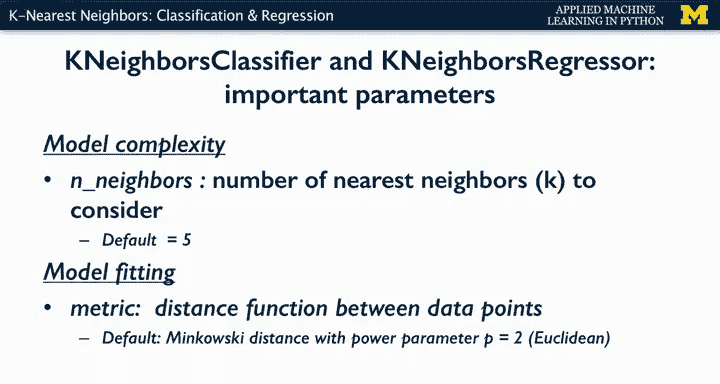 K-Nearest Neighbors: Classification & Regression
APPLIED MACHINE
LEARNING IN PYTHON
M
KNeighborsClassifier and KNeighborsRegressor:
important parameters
Model complexity
• n_neighbors : number of nearest neighbors (k) to
consider
– Default = 5
Model fitting
• metric: distance function between data points
– Default: Minkowski distance with power parameter p = 2 (Euclidean)